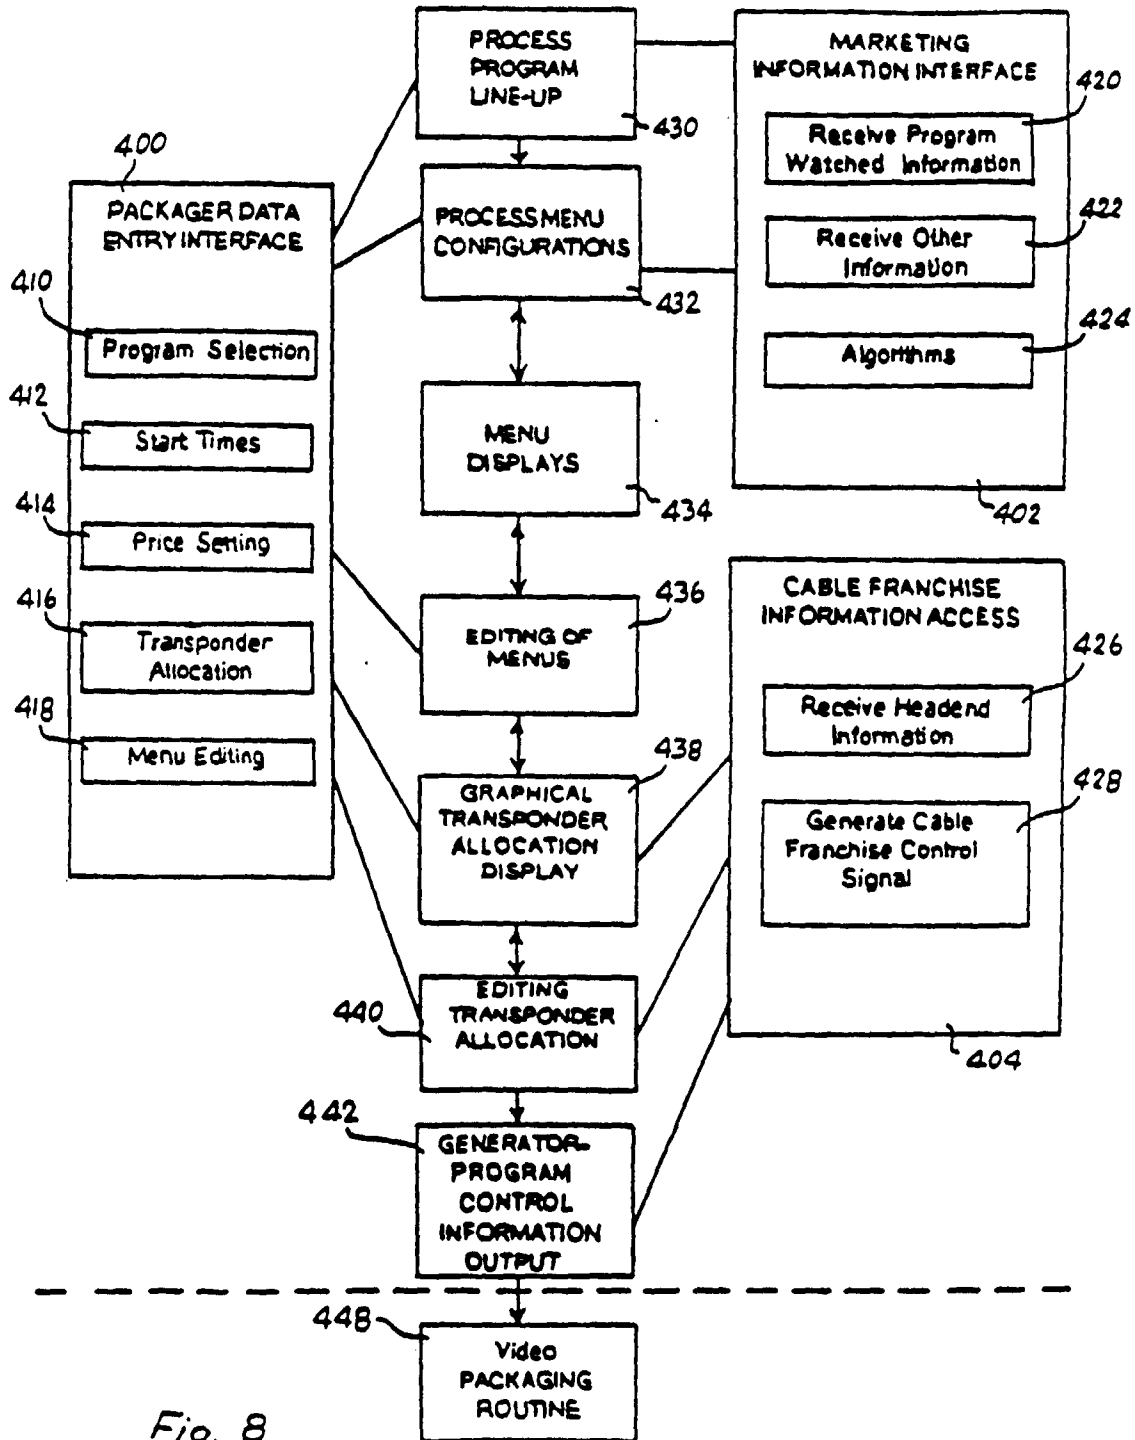 PROCESS
PROGRAM
LINE-UP
430
MARKETING
INFORMATION INTERFACE
420
Receive Program
Watched Information
422
Receive Other
Information
424
Algorithms
402
400
PACKAGER DATA
ENTRY INTERFACE
410
Program Selection
412
Start Times
414
Price Setting
416
Transponder
Allocation
418
Menu Editing
PROCESS MENU
CONFIGURATIONS
432
MENU
DISPLAYS
434
436
EDITING OF
MENUS
438
GRAPHICAL
TRANSPONDER
ALLOCATION
DISPLAY
CABLE FRANCHISE
INFORMATION ACCESS
426
Receive Headend
Information
428
Generate Cable
Franchise Control
Signal
404
440
EDITING
TRANSPONDER
ALLOCATION
442
GENERATOR-
PROGRAM
CONTROL
INFORMATION
OUTPUT
448
Video
PACKAGING
ROUTINE
Fig. 8